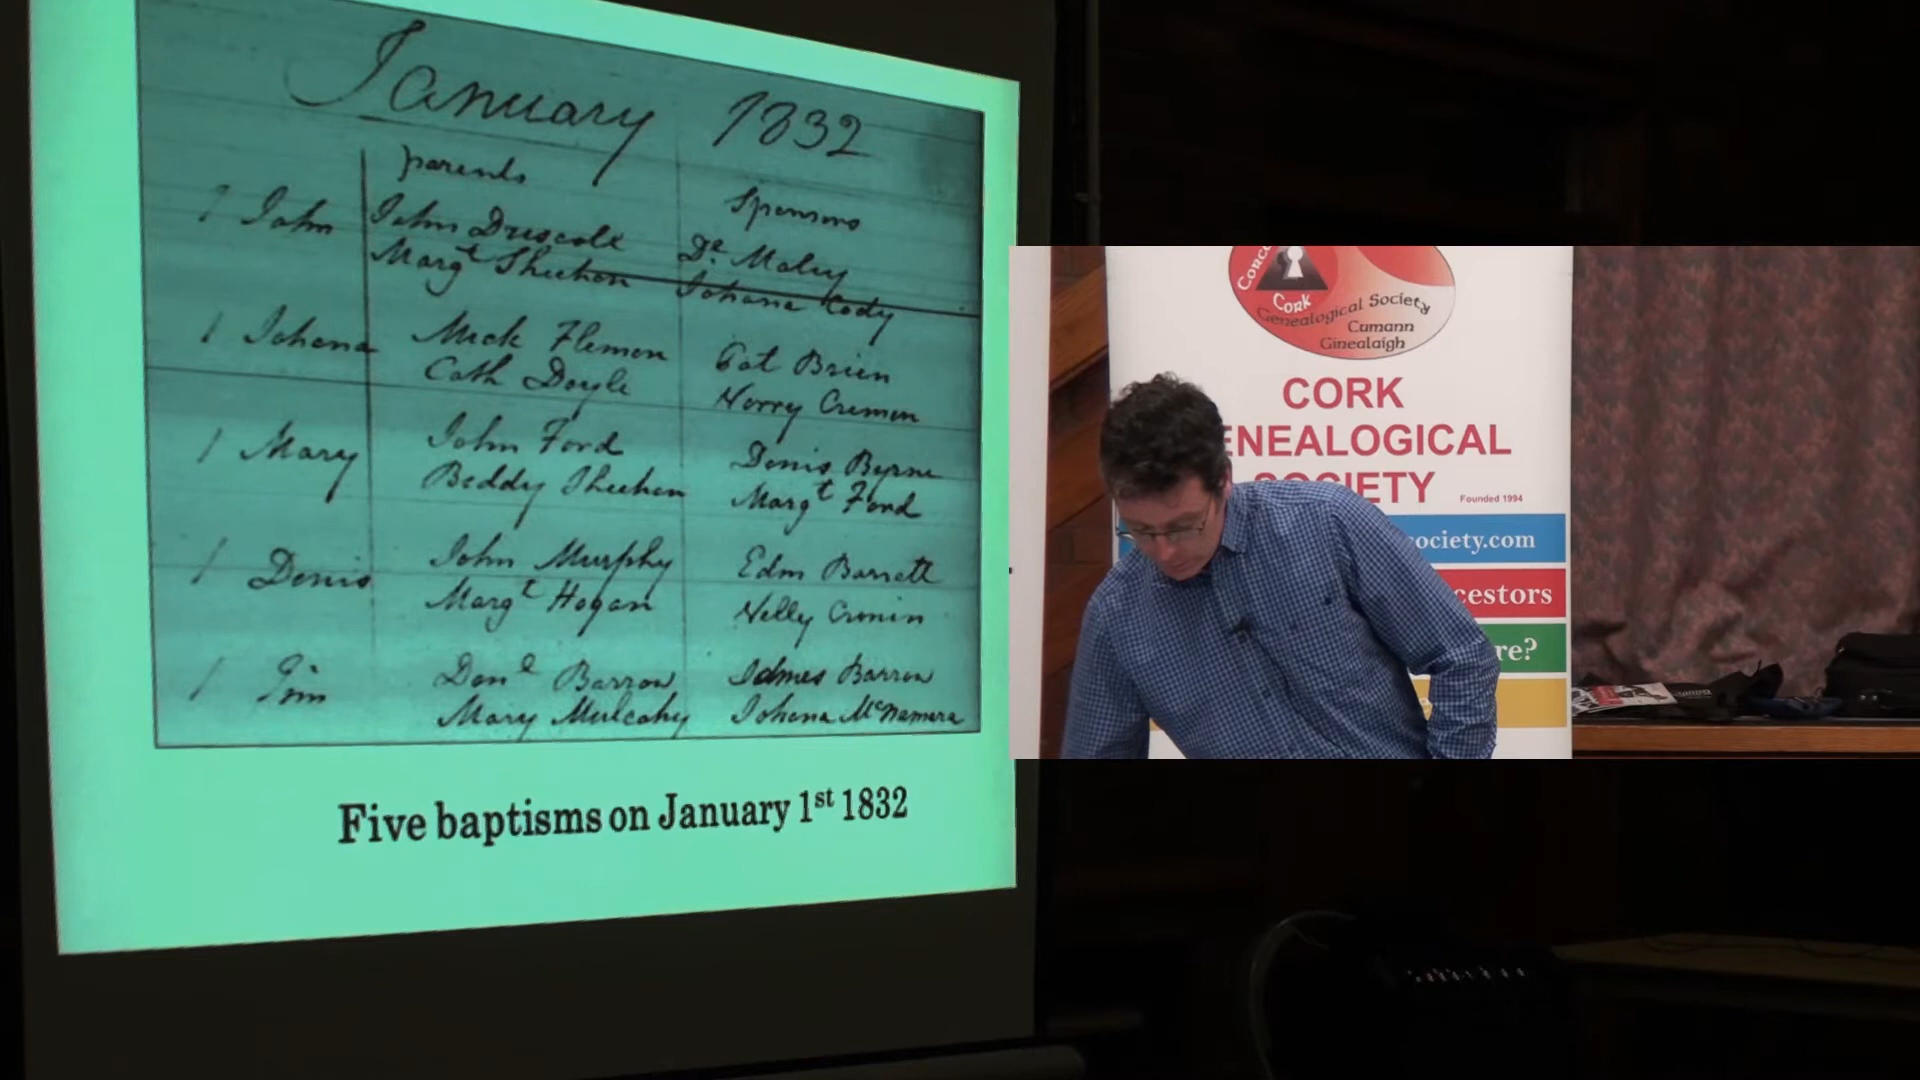 January 1832
parents Sponsors
1 John John Driscoll Dr. Maley
Margt Sheehan Johana Cody
1 Johana Mick Flemon Pat Brien
Cath Doyle Norry Cremen
1 Mary John Ford Denis Byrne
Biddy Sheehan Margt Ford
1 Denis John Murphy Edm Barrett
Margt Hogan Nelly Cronin
1 Tim Danl Barron James Barron
Mary Mulcahy Johana McNamara
Five baptisms on January 1st 1832
Cork
Genealogical Society
Cumann
Ginealaigh
CORK
ENEALOGICAL
SOCIETY
Founded 1994
ociety.com
cestors
re?